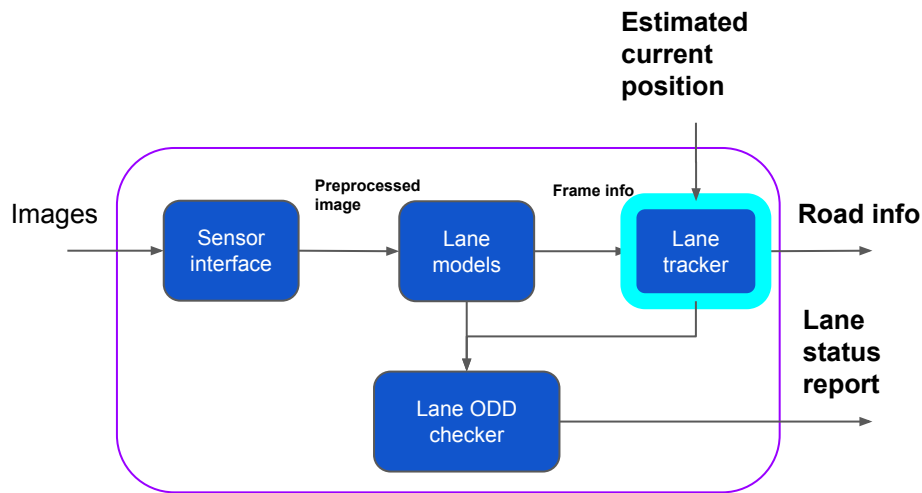 Estimated
current
position
Images
Preprocessed
image
Frame info
Sensor
interface
Lane
models
Lane
tracker
Road info
Lane
status
report
Lane ODD
checker